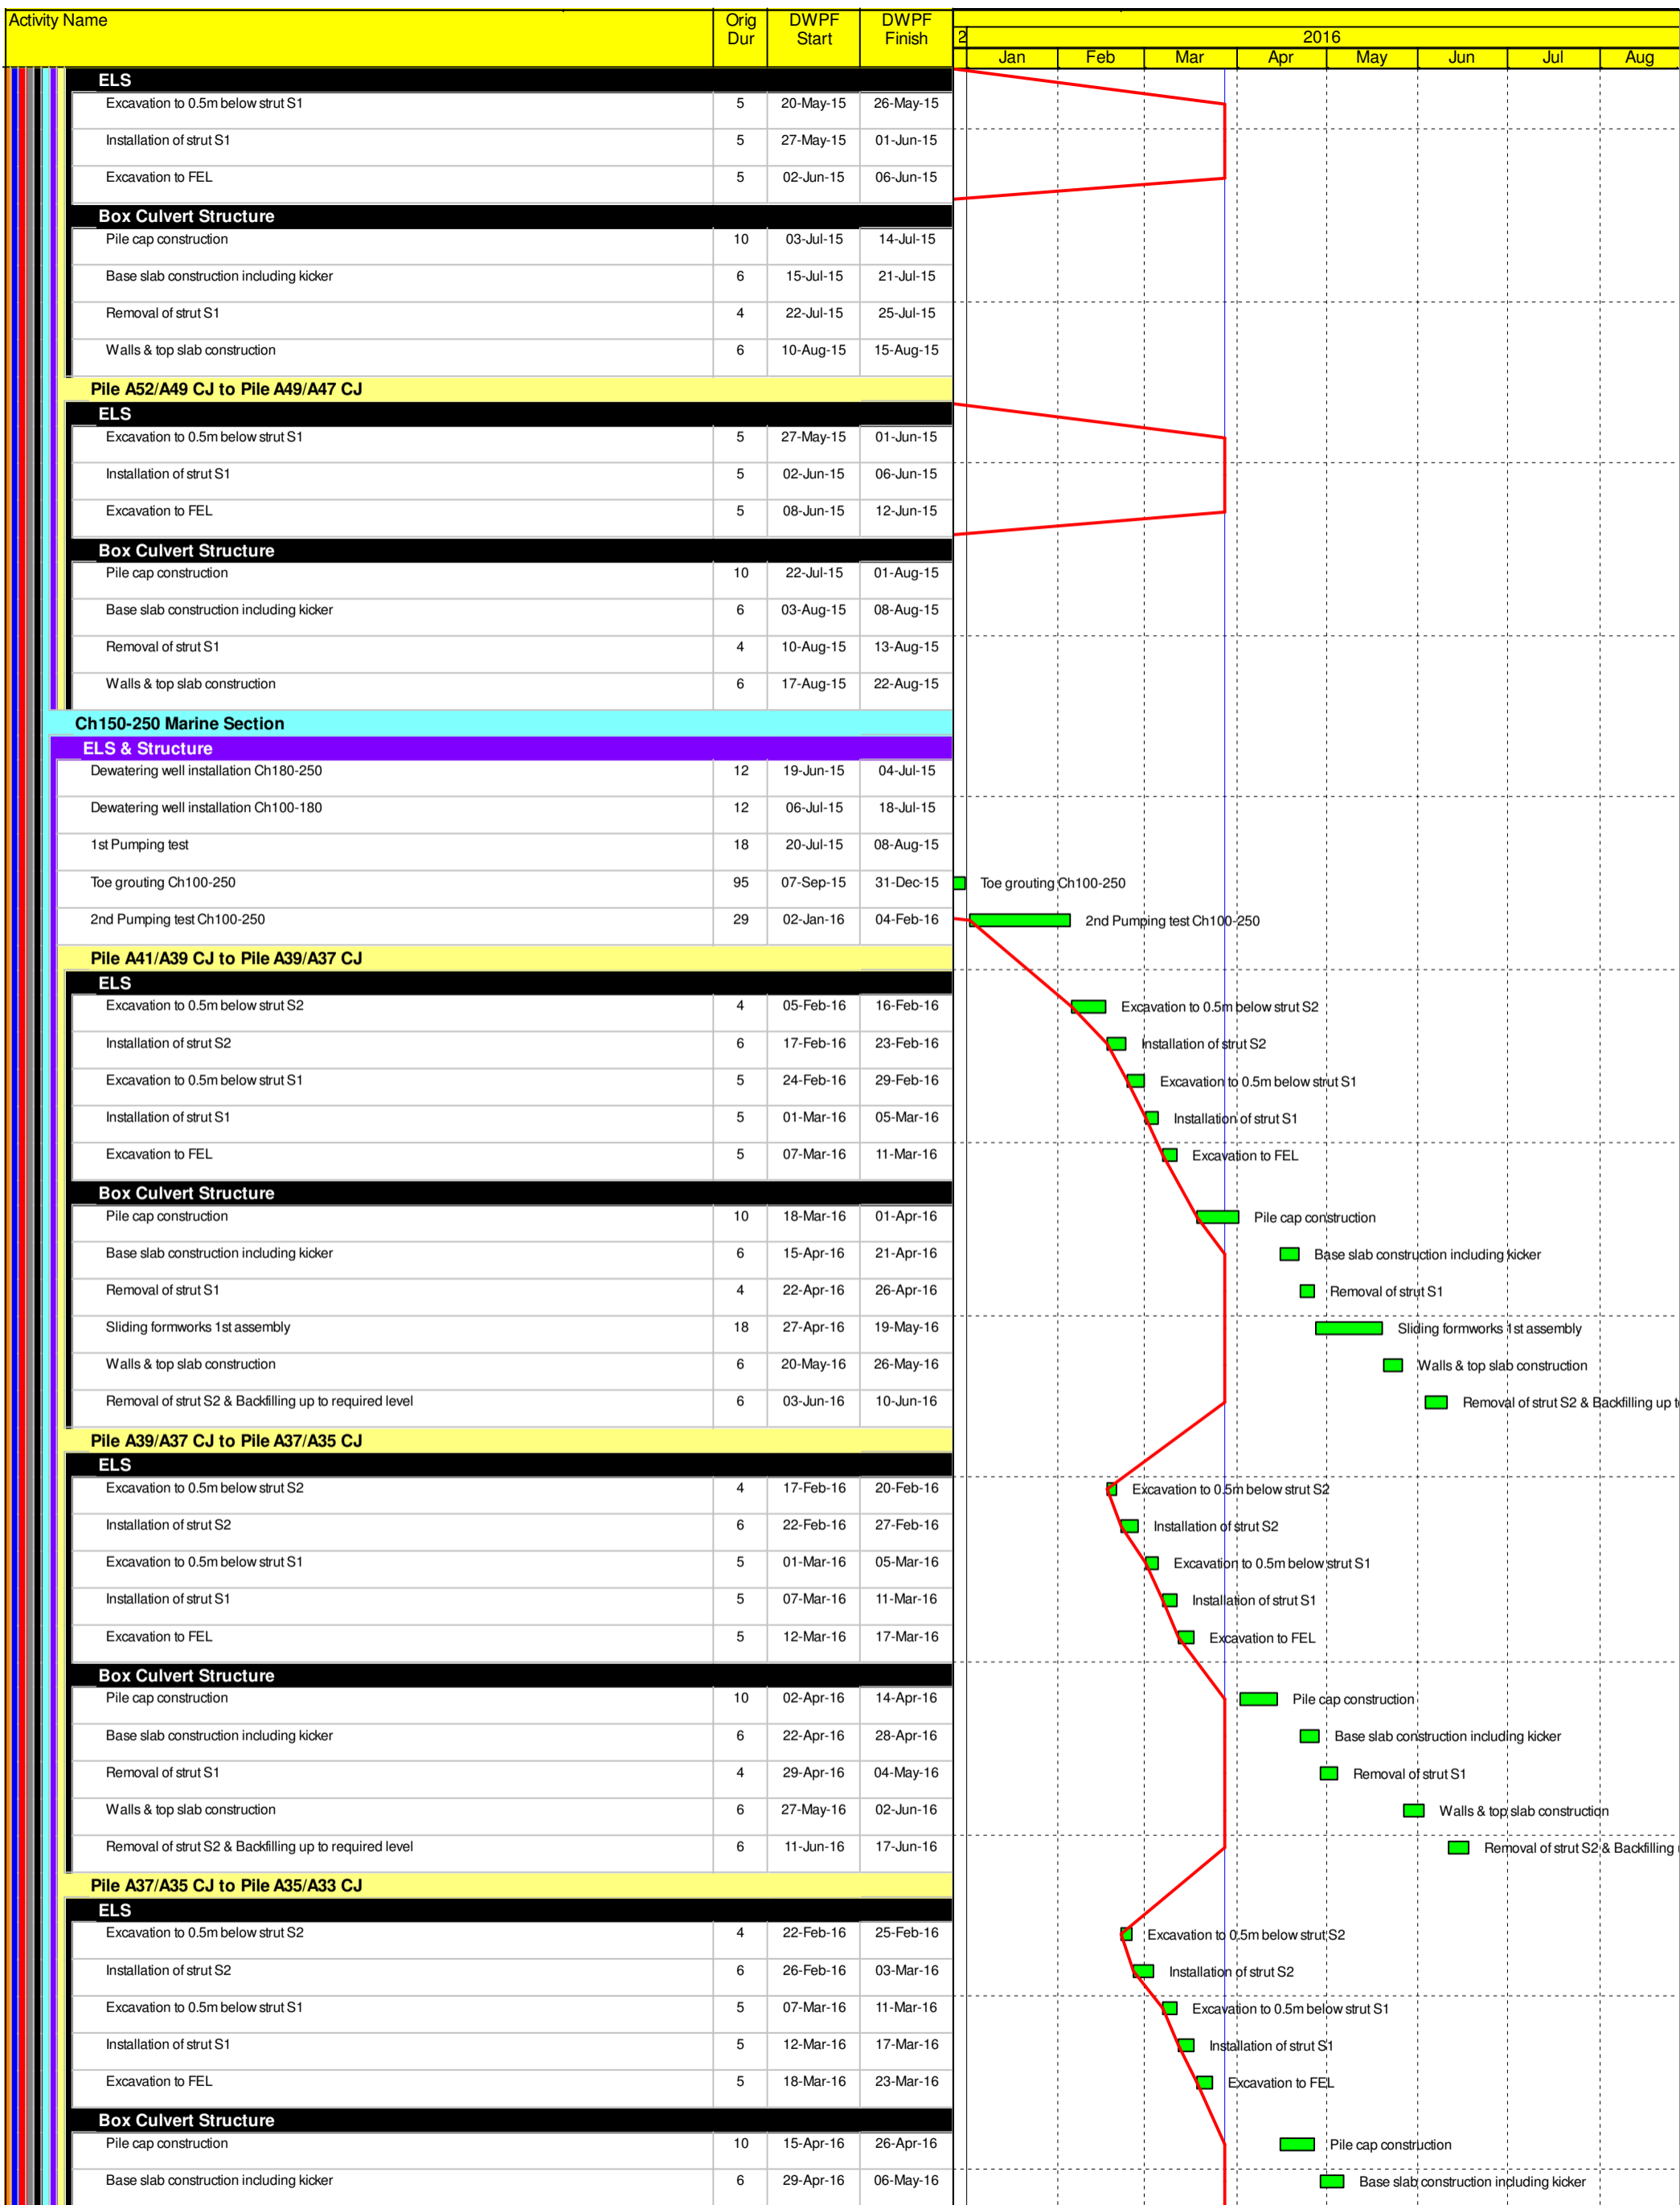 Activity Name Orig Dur DWPF Start DWPF Finish
2 2016
Jan Feb Mar Apr May Jun Jul Aug
ELS
Excavation to 0.5m below strut S1 5 20-May-15 26-May-15
Installation of strut S1 5 27-May-15 01-Jun-15
Excavation to FEL 5 02-Jun-15 06-Jun-15
Box Culvert Structure
Pile cap construction 10 03-Jul-15 14-Jul-15
Base slab construction including kicker 6 15-Jul-15 21-Jul-15
Removal of strut S1 4 22-Jul-15 25-Jul-15
Walls & top slab construction 6 10-Aug-15 15-Aug-15
Pile A52/A49 CJ to Pile A49/A47 CJ
ELS
Excavation to 0.5m below strut S1 5 27-May-15 01-Jun-15
Installation of strut S1 5 02-Jun-15 06-Jun-15
Excavation to FEL 5 08-Jun-15 12-Jun-15
Box Culvert Structure
Pile cap construction 10 22-Jul-15 01-Aug-15
Base slab construction including kicker 6 03-Aug-15 08-Aug-15
Removal of strut S1 4 10-Aug-15 13-Aug-15
Walls & top slab construction 6 17-Aug-15 22-Aug-15
Ch150-250 Marine Section
ELS & Structure
Dewatering well installation Ch180-250 12 19-Jun-15 04-Jul-15
Dewatering well installation Ch100-180 12 06-Jul-15 18-Jul-15
1st Pumping test 18 20-Jul-15 08-Aug-15
Toe grouting Ch100-250 95 07-Sep-15 31-Dec-15 Toe grouting Ch100-250
2nd Pumping test Ch100-250 29 02-Jan-16 04-Feb-16 2nd Pumping test Ch100-250
Pile A41/A39 CJ to Pile A39/A37 CJ
ELS
Excavation to 0.5m below strut S2 4 05-Feb-16 16-Feb-16 Excavation to 0.5m below strut S2
Installation of strut S2 6 17-Feb-16 23-Feb-16 Installation of strut S2
Excavation to 0.5m below strut S1 5 24-Feb-16 29-Feb-16 Excavation to 0.5m below strut S1
Installation of strut S1 5 01-Mar-16 05-Mar-16 Installation of strut S1
Excavation to FEL 5 07-Mar-16 11-Mar-16 Excavation to FEL
Box Culvert Structure
Pile cap construction 10 18-Mar-16 01-Apr-16 Pile cap construction
Base slab construction including kicker 6 15-Apr-16 21-Apr-16 Base slab construction including kicker
Removal of strut S1 4 22-Apr-16 26-Apr-16 Removal of strut S1
Sliding formworks 1st assembly 18 27-Apr-16 19-May-16 Sliding formworks 1st assembly
Walls & top slab construction 6 20-May-16 26-May-16 Walls & top slab construction
Removal of strut S2 & Backfilling up to required level 6 03-Jun-16 10-Jun-16 Removal of strut S2 & Backfilling up t
Pile A39/A37 CJ to Pile A37/A35 CJ
ELS
Excavation to 0.5m below strut S2 4 17-Feb-16 20-Feb-16 Excavation to 0.5m below strut S2
Installation of strut S2 6 22-Feb-16 27-Feb-16 Installation of strut S2
Excavation to 0.5m below strut S1 5 01-Mar-16 05-Mar-16 Excavation to 0.5m below strut S1
Installation of strut S1 5 07-Mar-16 11-Mar-16 Installation of strut S1
Excavation to FEL 5 12-Mar-16 17-Mar-16 Excavation to FEL
Box Culvert Structure
Pile cap construction 10 02-Apr-16 14-Apr-16 Pile cap construction
Base slab construction including kicker 6 22-Apr-16 28-Apr-16 Base slab construction including kicker
Removal of strut S1 4 29-Apr-16 04-May-16 Removal of strut S1
Walls & top slab construction 6 27-May-16 02-Jun-16 Walls & top slab construction
Removal of strut S2 & Backfilling up to required level 6 11-Jun-16 17-Jun-16 Removal of strut S2 & Backfilling
Pile A37/A35 CJ to Pile A35/A33 CJ
ELS
Excavation to 0.5m below strut S2 4 22-Feb-16 25-Feb-16 Excavation to 0.5m below strut S2
Installation of strut S2 6 26-Feb-16 03-Mar-16 Installation of strut S2
Excavation to 0.5m below strut S1 5 07-Mar-16 11-Mar-16 Excavation to 0.5m below strut S1
Installation of strut S1 5 12-Mar-16 17-Mar-16 Installation of strut S1
Excavation to FEL 5 18-Mar-16 23-Mar-16 Excavation to FEL
Box Culvert Structure
Pile cap construction 10 15-Apr-16 26-Apr-16 Pile cap construction
Base slab construction including kicker 6 29-Apr-16 06-May-16 Base slab construction including kicker